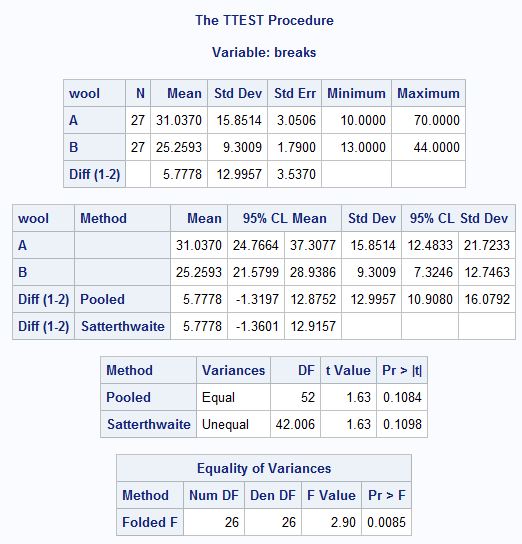 The TTEST Procedure
Variable: breaks
wool N Mean Std Dev Std Err Minimum Maximum
A 27 31.0370 15.8514 3.0506 10.0000 70.0000
B 27 25.2593 9.3009 1.7900 13.0000 44.0000
Diff (1-2) 5.7778 12.9957 3.5370
wool Method Mean 95% CL Mean Std Dev 95% CL Std Dev
A 31.0370 24.7664 37.3077 15.8514 12.4833 21.7233
B 25.2593 21.5799 28.9386 9.3009 7.3246 12.7463
Diff (1-2) Pooled 5.7778 -1.3197 12.8752 12.9957 10.9080 16.0792
Diff (1-2) Satterthwaite 5.7778 -1.3601 12.9157
Method Variances DF t Value Pr > |t|
Pooled Equal 52 1.63 0.1084
Satterthwaite Unequal 42.006 1.63 0.1098
Equality of Variances
Method Num DF Den DF F Value Pr > F
Folded F 26 26 2.90 0.0085